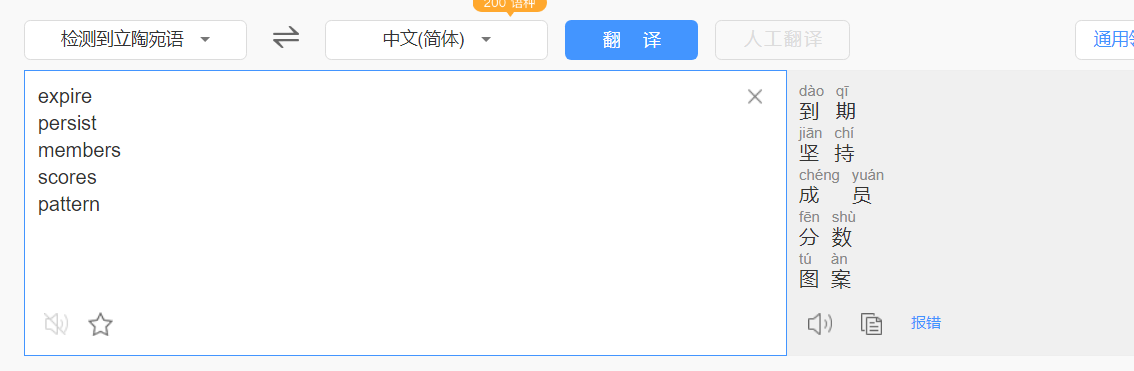 200 语种
检测到立陶宛语
中文(简体)
翻 译
人工翻译
expire
persist
members
scores
pattern
dào qī
到 期
jiān chí
坚 持
chéng yuán
成 员
fēn shù
分 数
tú àn
图 案
报错
通用